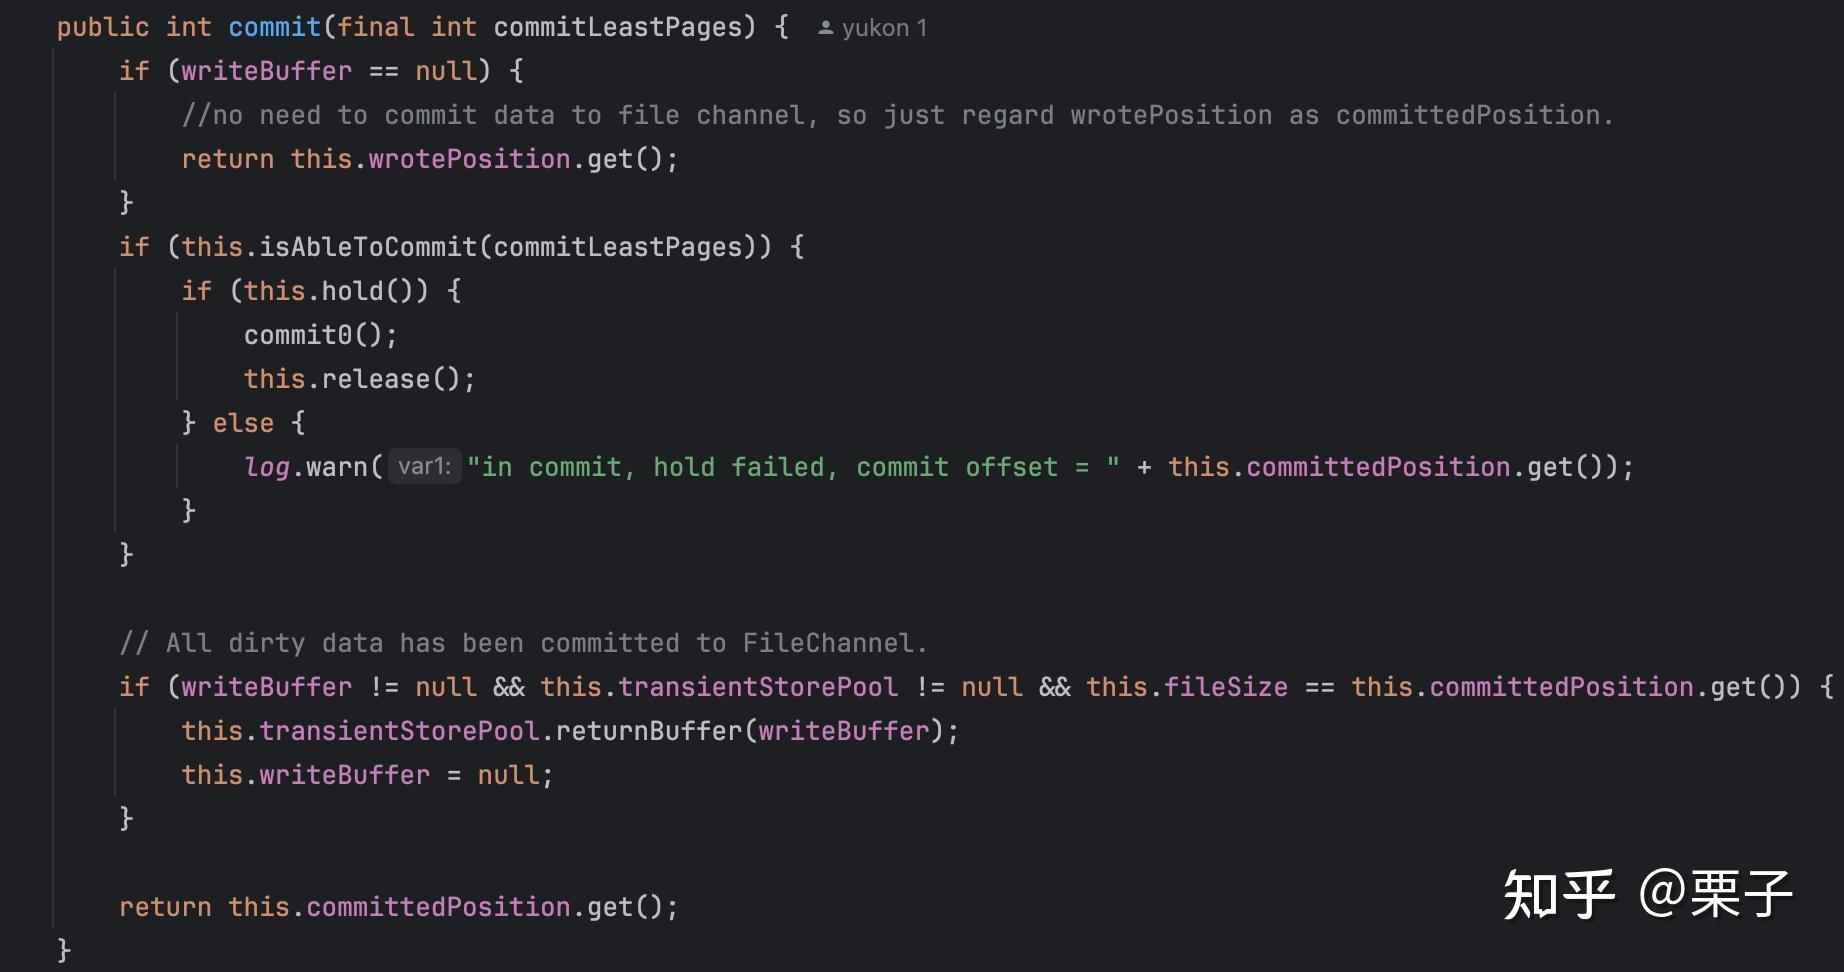 public int commit(final int commitLeastPages) { yukon 1
    if (writeBuffer == null) {
        //no need to commit data to file channel, so just regard wrotePosition as committedPosition.
        return this.wrotePosition.get();
    }
    if (this.isAbleToCommit(commitLeastPages)) {
        if (this.hold()) {
            commit0();
            this.release();
        } else {
            log.warn( var1: "in commit, hold failed, commit offset = " + this.committedPosition.get());
        }
    }
    // All dirty data has been committed to FileChannel.
    if (writeBuffer != null && this.transientStorePool != null && this.fileSize == this.committedPosition.get()) {
        this.transientStorePool.returnBuffer(writeBuffer);
        this.writeBuffer = null;
    }
    return this.committedPosition.get();
}
知乎 @栗子